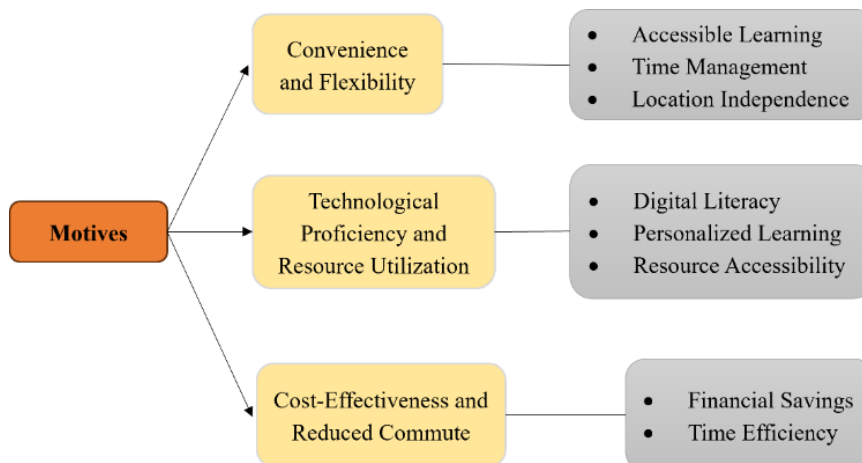 Motives
Convenience
and Flexibility
• Accessible Learning
• Time Management
• Location Independence
Technological
Proficiency and
Resource Utilization
• Digital Literacy
• Personalized Learning
• Resource Accessibility
Cost-Effectiveness and
Reduced Commute
• Financial Savings
• Time Efficiency